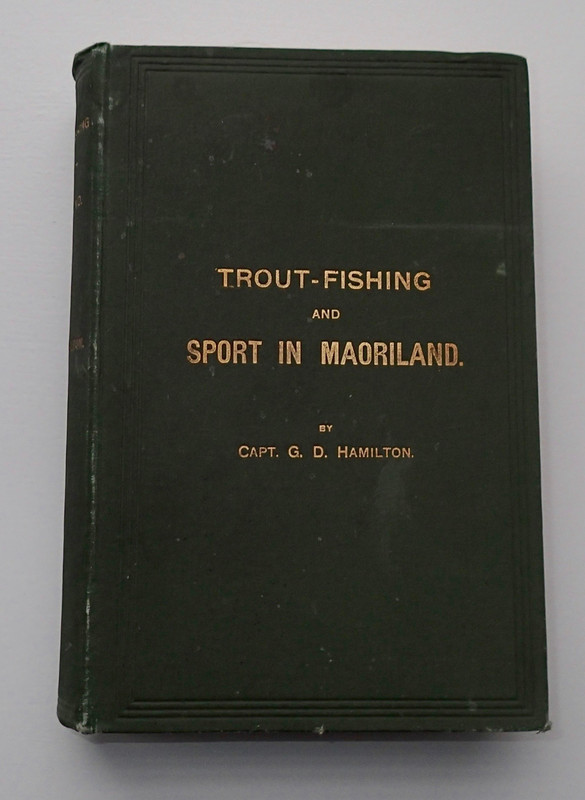 TROUT-FISHING
AND
SPORT IN MAORILAND.
BY
CAPT. G. D. HAMILTON.